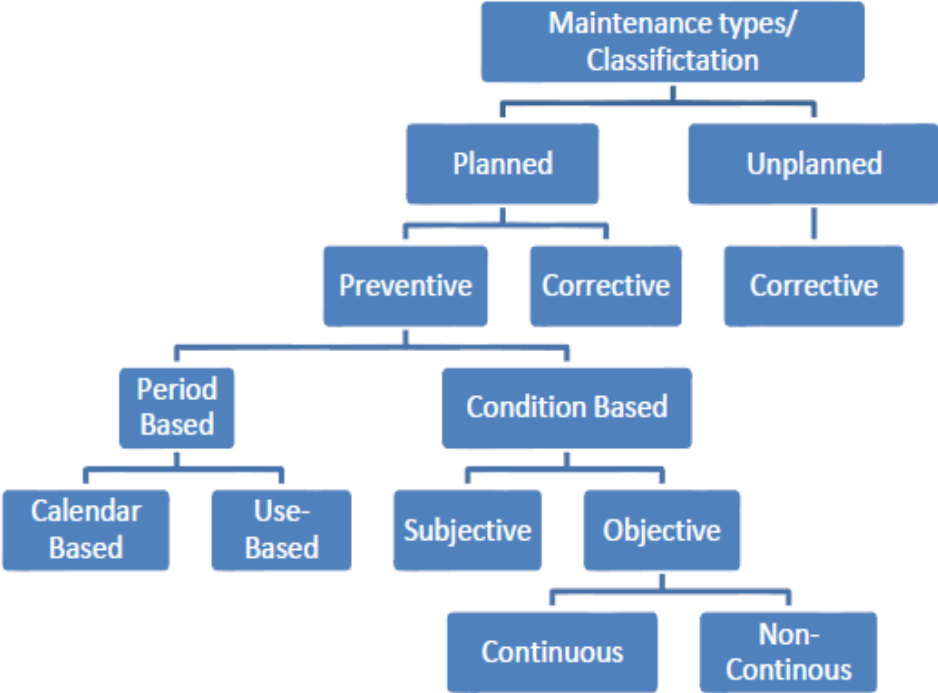 Maintenance types/
Classifictation
Planned
Unplanned
Preventive
Corrective
Corrective
Period
Based
Condition Based
Calendar
Based
Use-
Based
Subjective
Objective
Continuous
Non-
Continous